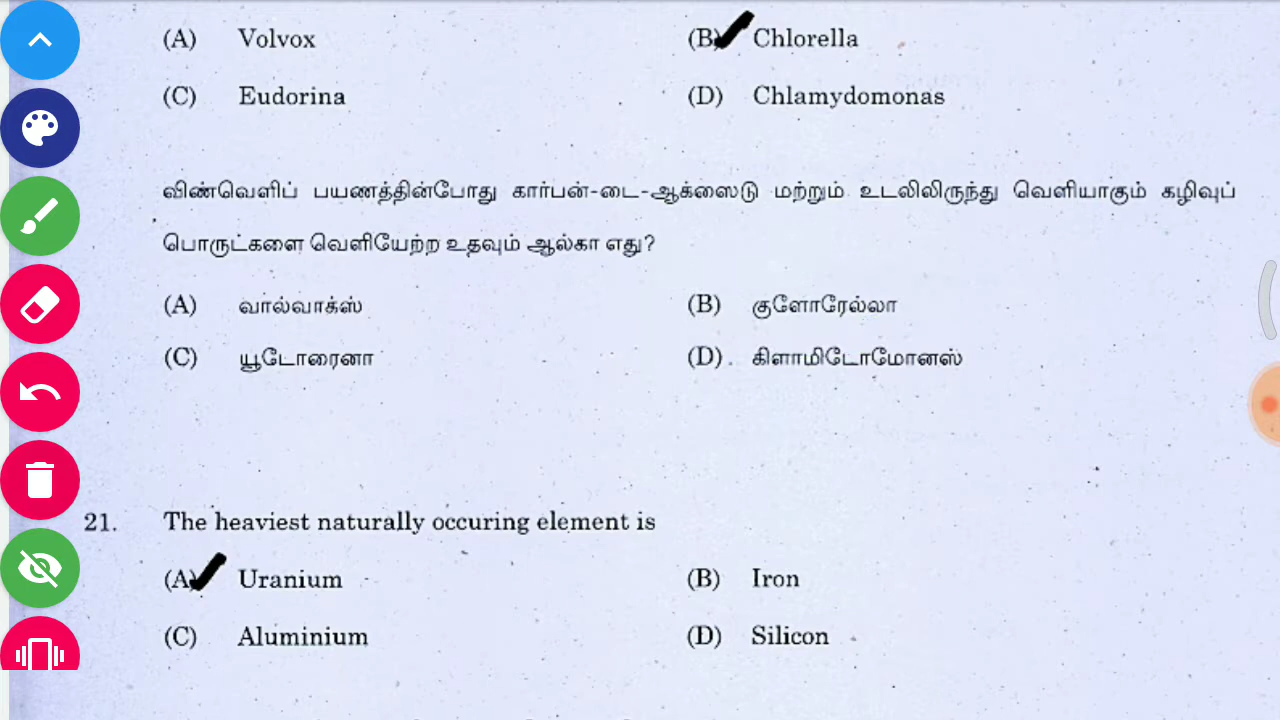 (A) Volvox (B) Chlorella
(C) Eudorina (D) Chlamydomonas
விண்வெளிப் பயணத்தின்போது கார்பன்-டை-ஆக்ஸைடு மற்றும் உடலிலிருந்து வெளியாகும் கழிவுப்
பொருட்களை வெளியேற்ற உதவும் ஆல்கா எது?
(A) வால்வாக்ஸ் (B) குளோரேல்லா
(C) யூடோரைனா (D) கிளாமிடோமோனஸ்
21. The heaviest naturally occuring element is
(A) Uranium (B) Iron
(C) Aluminium (D) Silicon